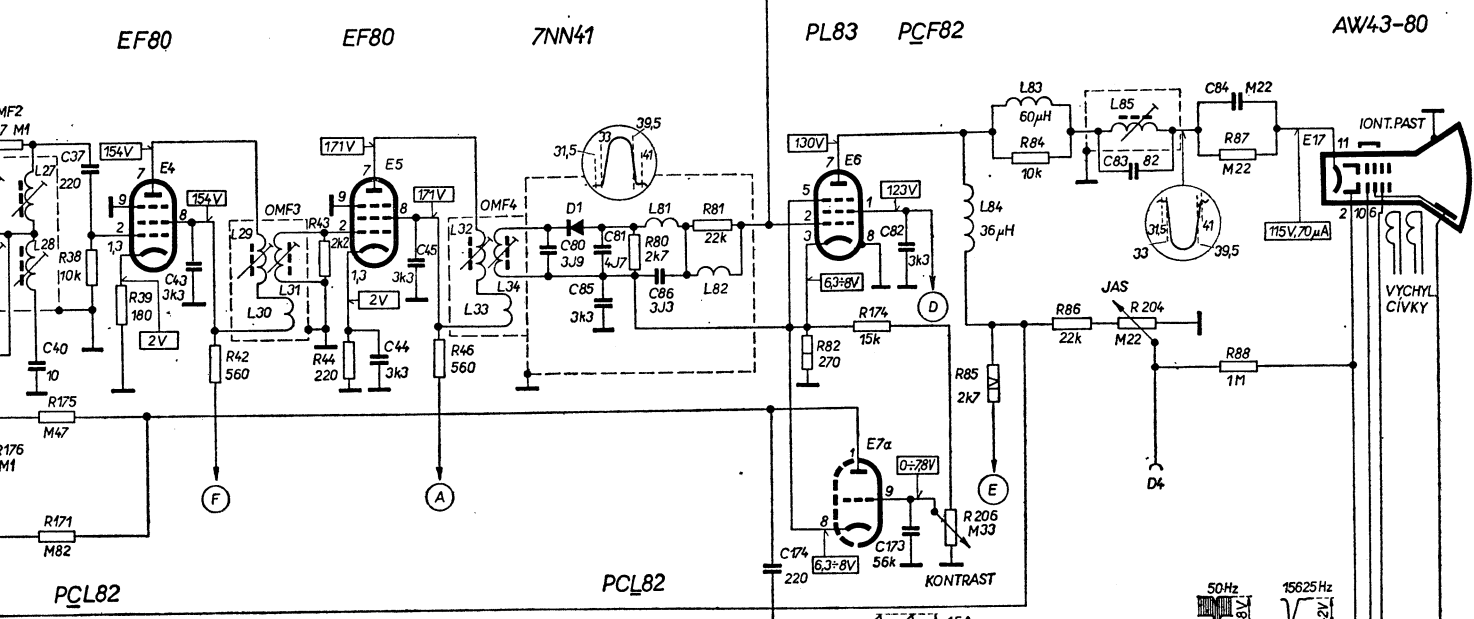 EF80
EF80
7NN41
PL83
PCF82
AW43-80
MF2
7 M1
C37
220
L27
L28
R38
10k
C40
10
154V
7
E4
9
8
2
1,3
154V
C43
3k3
R39
180
2V
R42
560
F
OMF3
L29
L31
L30
R43
2k2
171V
7
E5
9
8
2
1,3
171V
C45
3k3
2V
R44
220
C44
3k3
R46
560
A
OMF4
L32
L34
L33
33
39,5
31,5
41
D1
C80
3J9
C81
4J7
L81
R80
2k7
R81
22k
C86
3J3
L82
C85
3k3
130V
7
E6
5
1
2
3
8
123V
C82
3k3
D
6,3÷8V
R82
270
R174
15k
L83
60µH
R84
10k
L84
36µH
L85
C83
82
C84
M22
R87
M22
31,5
41
33
39,5
E17
11
IONT.PAST
2
10
6
115V,70µA
VYCHYL.
CÍVKY
JAS
R86
22k
R204
M22
R88
1M
R85
2k7
E
D4
R175
M47
R176
M1
R171
M82
E7a
1
9
8
0÷7,8V
6,3÷8V
C173
56k
R206
M33
KONTRAST
C174
220
PCL82
PCL82
50Hz
8V
15625Hz
2V